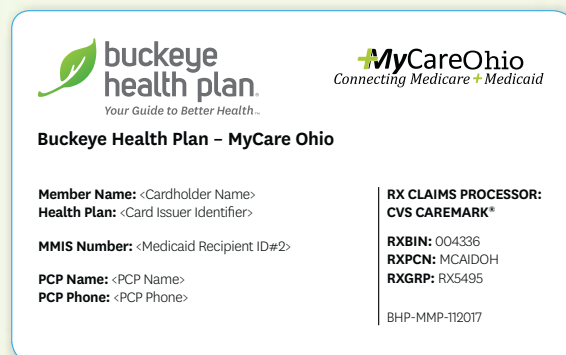 buckeye
health plan.
Your Guide to Better Health™
MyCareOhio
Connecting Medicare + Medicaid
Buckeye Health Plan – MyCare Ohio
Member Name: <Cardholder Name>
Health Plan: <Card Issuer Identifier>
MMIS Number: <Medicaid Recipient ID#2>
PCP Name: <PCP Name>
PCP Phone: <PCP Phone>
RX CLAIMS PROCESSOR:
CVS CAREMARK®
RXBIN: 004336
RXPCN: MCAIDOH
RXGRP: RX5495
BHP-MMP-112017